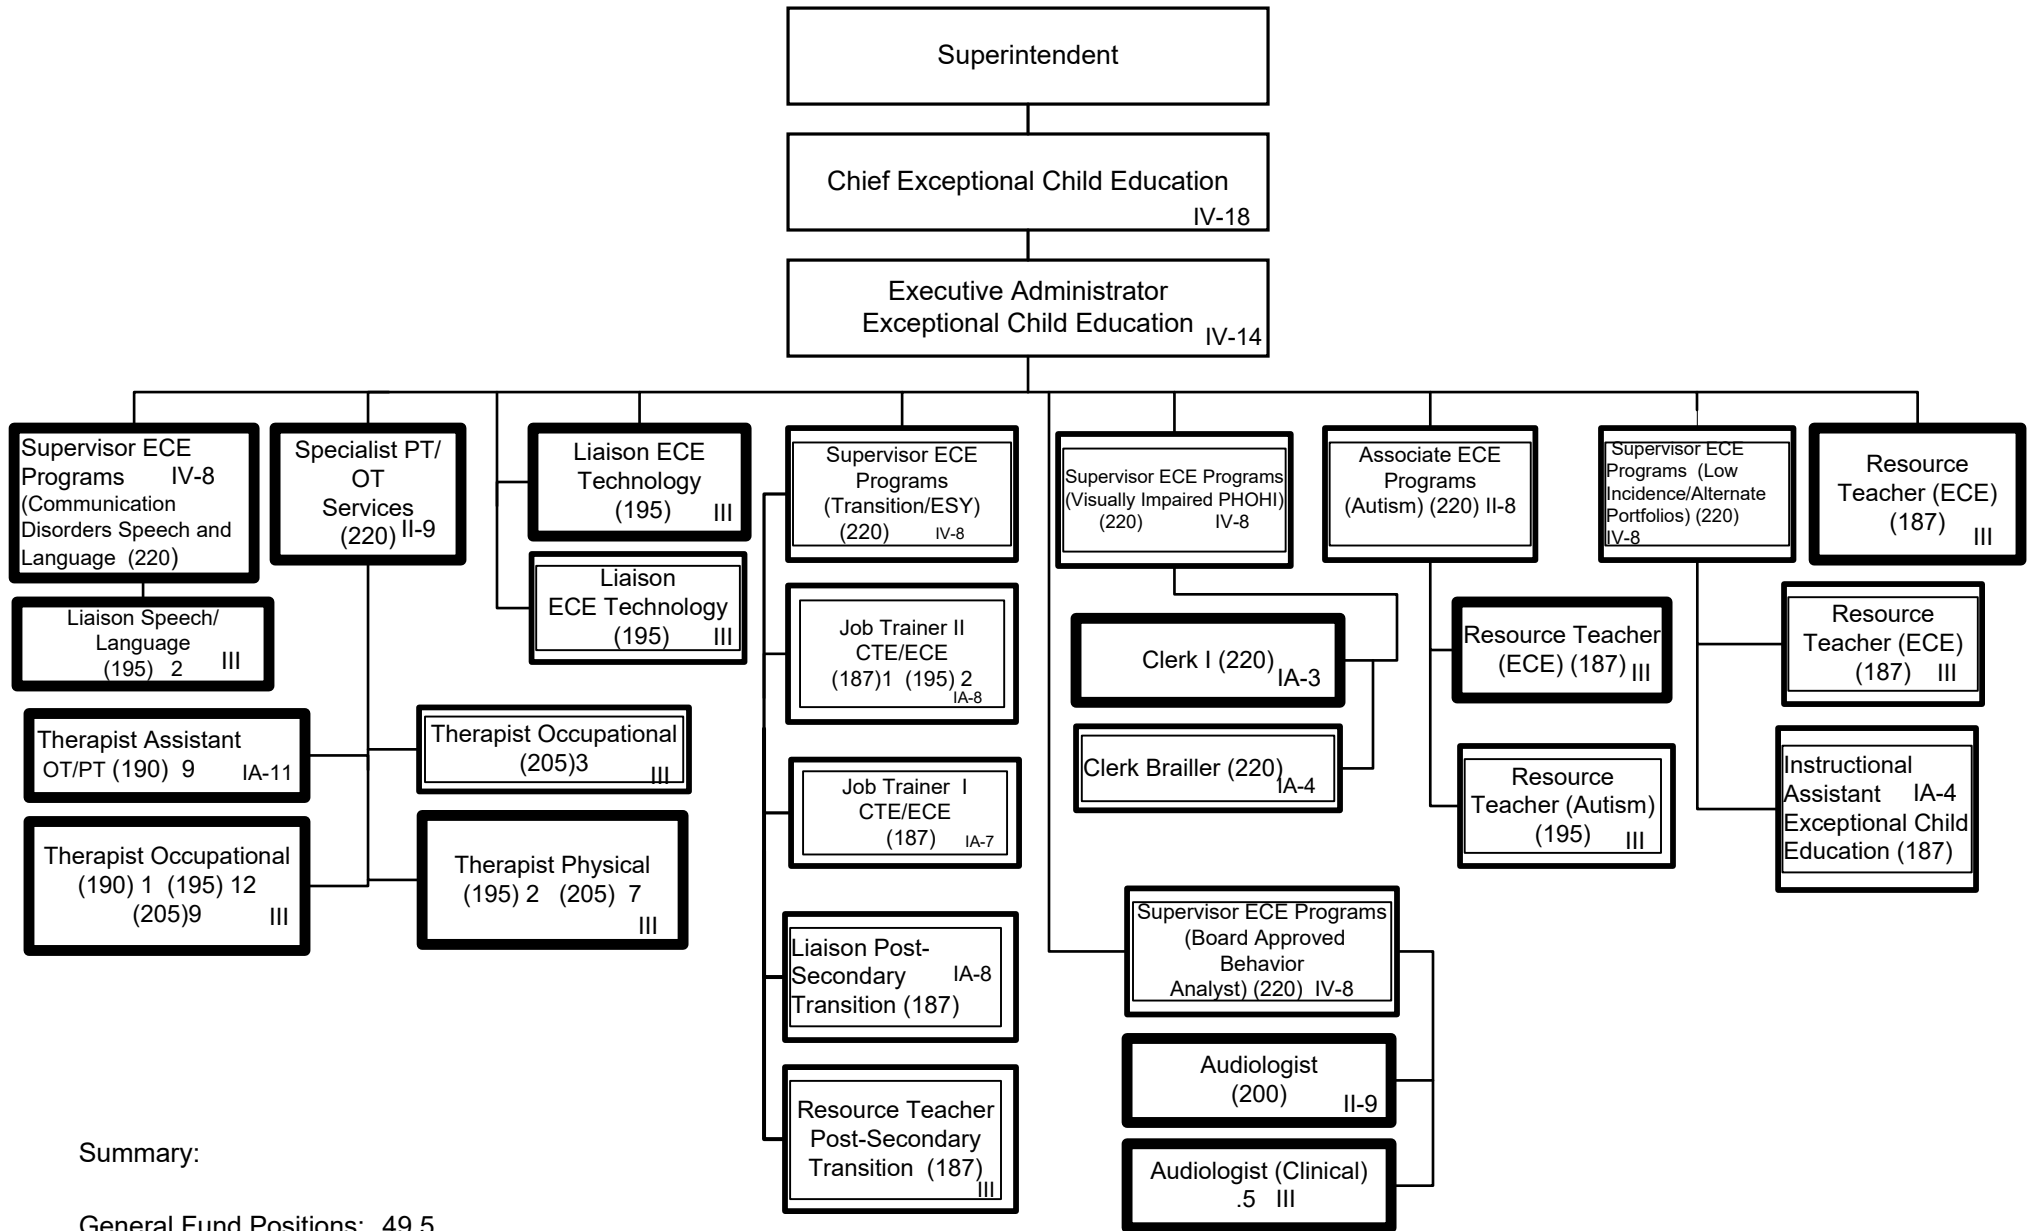 Superintendent
Chief Exceptional Child Education
IV-18
Executive Administrator
Exceptional Child Education
IV-14
Supervisor ECE
Programs IV-8
(Communication
Disorders Speech and
Language (220)
Liaison Speech/
Language
(195) 2 III
Specialist PT/
OT
Services
(220) II-9
Therapist Assistant
OT/PT (190) 9 IA-11
Therapist Occupational
(190) 1 (195) 12
(205)9 III
Therapist Occupational
(205)3
III
Therapist Physical
(195) 2 (205) 7
III
Liaison ECE
Technology
(195) III
Liaison
ECE Technology
(195) III
Supervisor ECE
Programs
(Transition/ESY)
(220) IV-8
Job Trainer II
CTE/ECE
(187)1 (195) 2
IA-8
Job Trainer I
CTE/ECE
(187) IA-7
Liaison Post-
Secondary IA-8
Transition (187)
Resource Teacher
Post-Secondary
Transition (187)
III
Supervisor ECE Programs
(Visually Impaired PHOHI)
(220) IV-8
Clerk I (220)
IA-3
Clerk Brailler (220)
IA-4
Supervisor ECE Programs
(Board Approved
Behavior
Analyst) (220) IV-8
Audiologist
(200)
II-9
Audiologist (Clinical)
.5 III
Associate ECE
Programs
(Autism) (220) II-8
Resource Teacher
(ECE) (187) III
Resource
Teacher (Autism)
(195) III
Supervisor ECE
Programs (Low
Incidence/Alternate
Portfolios) (220)
IV-8
Resource
Teacher (ECE)
(187) III
Instructional
Assistant IA-4
Exceptional Child
Education (187)
Resource
Teacher (ECE)
(187) III
Summary:
General Fund Positions: 49.5